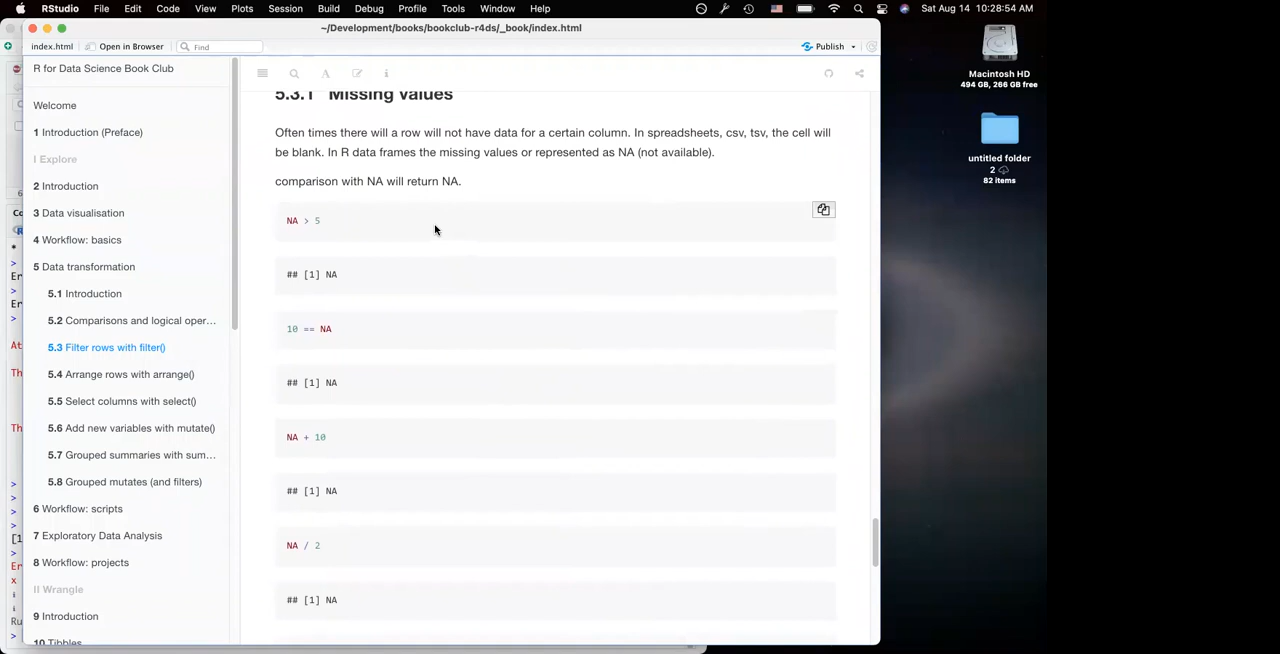 RStudio File Edit Code View Plots Session Build Debug Profile Tools Window Help Sat Aug 14 10:28:54 AM
~/Development/books/bookclub-r4ds/_book/index.html
index.html Open in Browser Find Publish
R for Data Science Book Club
Welcome
1 Introduction (Preface)
I Explore
2 Introduction
3 Data visualisation
4 Workflow: basics
5 Data transformation
5.1 Introduction
5.2 Comparisons and logical oper...
5.3 Filter rows with filter()
5.4 Arrange rows with arrange()
5.5 Select columns with select()
5.6 Add new variables with mutate()
5.7 Grouped summaries with sum...
5.8 Grouped mutates (and filters)
6 Workflow: scripts
7 Exploratory Data Analysis
8 Workflow: projects
II Wrangle
9 Introduction
10 Tibbles
5.3.1 Missing values
Often times there will a row will not have data for a certain column. In spreadsheets, csv, tsv, the cell will
be blank. In R data frames the missing values or represented as NA (not available).
comparison with NA will return NA.
NA > 5
## [1] NA
10 == NA
## [1] NA
NA + 10
## [1] NA
NA / 2
## [1] NA
Macintosh HD
494 GB, 266 GB free
untitled folder
2
82 items